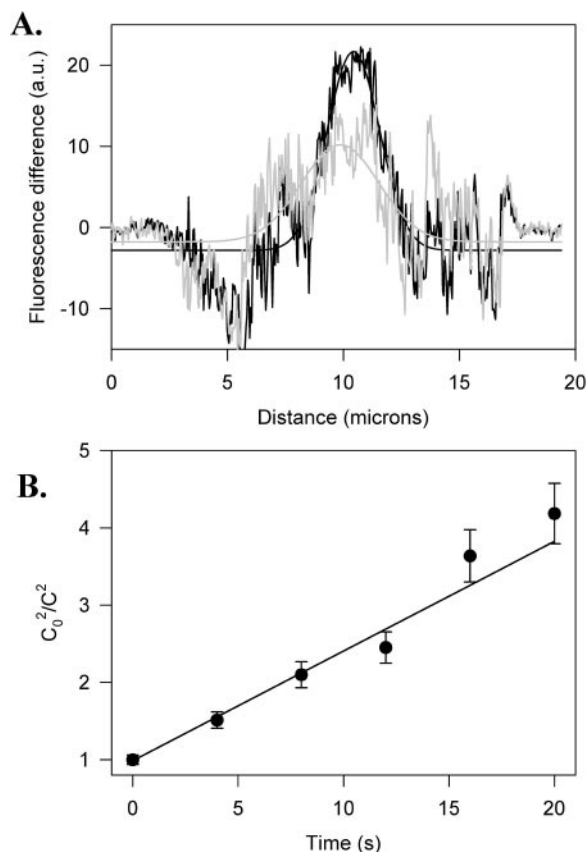 A.
Fluorescence difference (a.u.)
20
10
0
-10
0 5 10 15 20
Distance (microns)
B.
C₀²/C²
5
4
3
2
1
0 5 10 15 20
Time (s)